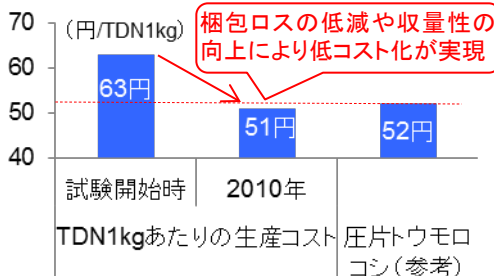 70
(円/TDN1kg)
梱包ロスの低減や収量性の
向上により低コスト化が実現
60
63円
50
51円
52円
40
試験開始時
2010年
TDN1kgあたりの生産コスト
圧片トウモロ
コシ(参考)